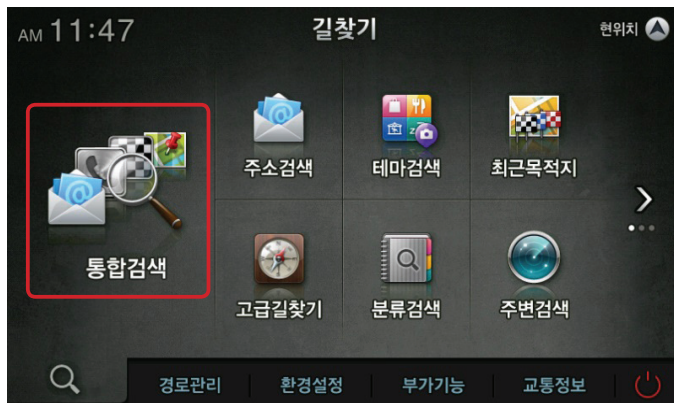 AM 11:47
길찾기
현위치
주소검색
테마검색
최근목적지
통합검색
고급길찾기
분류검색
주변검색
경로관리
환경설정
부가기능
교통정보